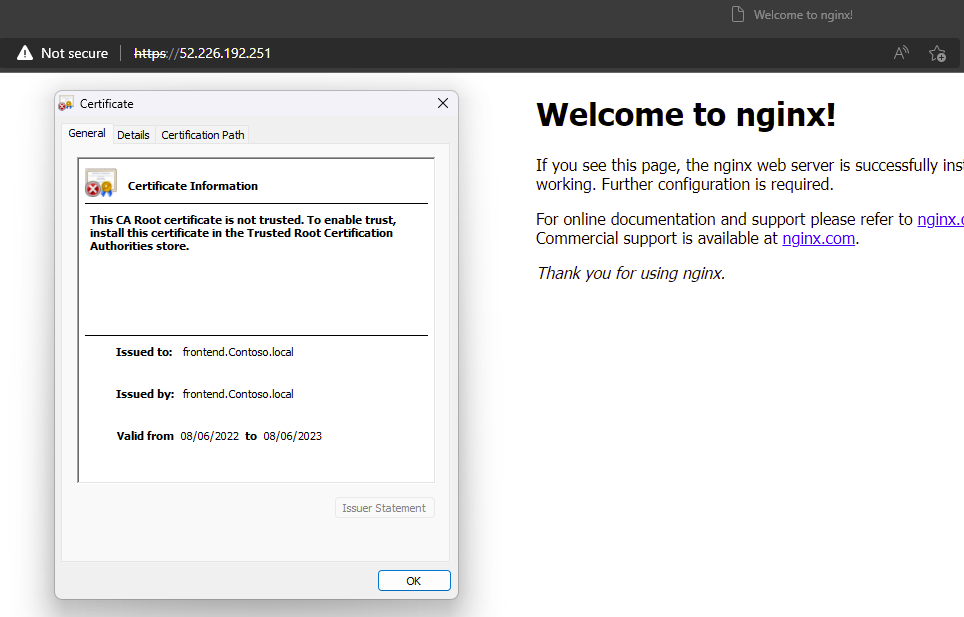 Welcome to nginx!
Not secure https://52.226.192.251
Certificate
General Details Certification Path
Certificate Information
This CA Root certificate is not trusted. To enable trust,
install this certificate in the Trusted Root Certification
Authorities store.
Issued to: frontend.Contoso.local
Issued by: frontend.Contoso.local
Valid from 08/06/2022 to 08/06/2023
Issuer Statement
OK
Welcome to nginx!
If you see this page, the nginx web server is successfully inst
working. Further configuration is required.
For online documentation and support please refer to nginx.o
Commercial support is available at nginx.com.
Thank you for using nginx.